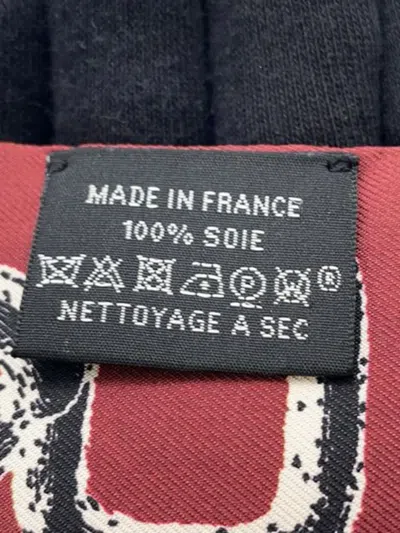 MADE IN FRANCE
100% SOIE
P W ®
NETTOYAGE A SEC